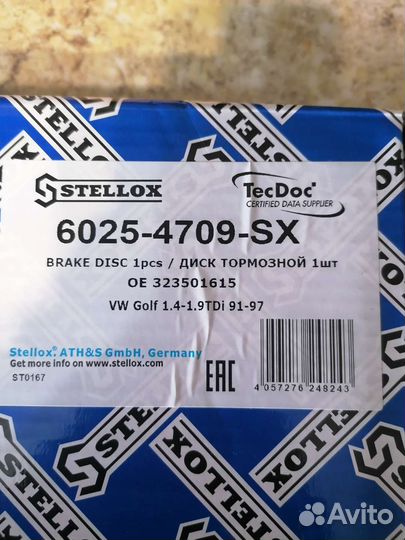 STELLOX
TecDoc
CERTIFIED DATA SUPPLIER
6025-4709-SX
BRAKE DISC 1pcs / ДИСК ТОРМОЗНОЙ 1шт
OE 323501615
VW Golf 1.4-1.9TDi 91-97
Stellox® ATH&S GmbH, Germany
Get more info on www.stellox.com
ST0167
EAC
4 057276 248243
Avito